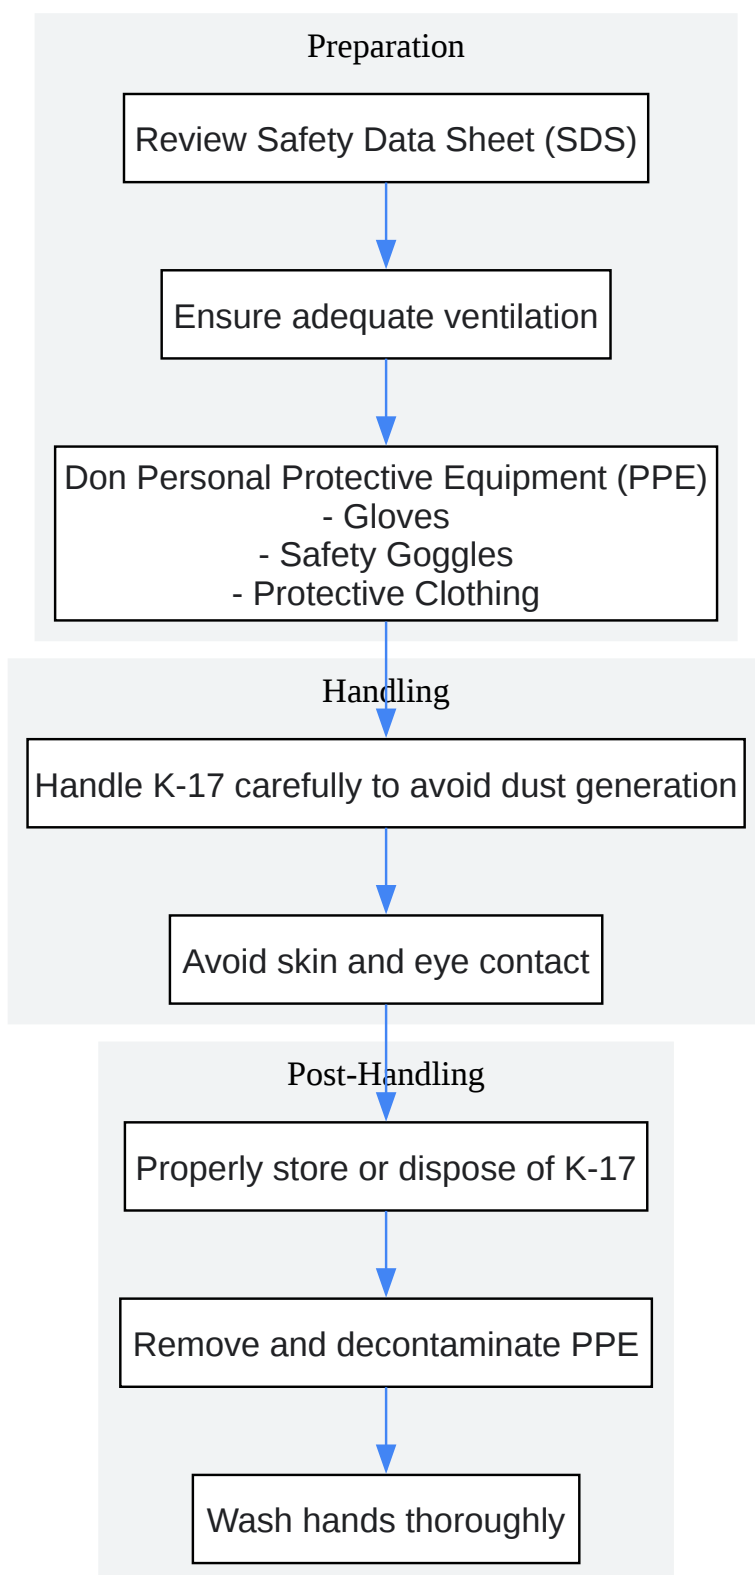 Preparation
Review Safety Data Sheet (SDS)
Ensure adequate ventilation
Don Personal Protective Equipment (PPE)
- Gloves
- Safety Goggles
- Protective Clothing
Handling
Handle K-17 carefully to avoid dust generation
Avoid skin and eye contact
Post-Handling
Properly store or dispose of K-17
Remove and decontaminate PPE
Wash hands thoroughly